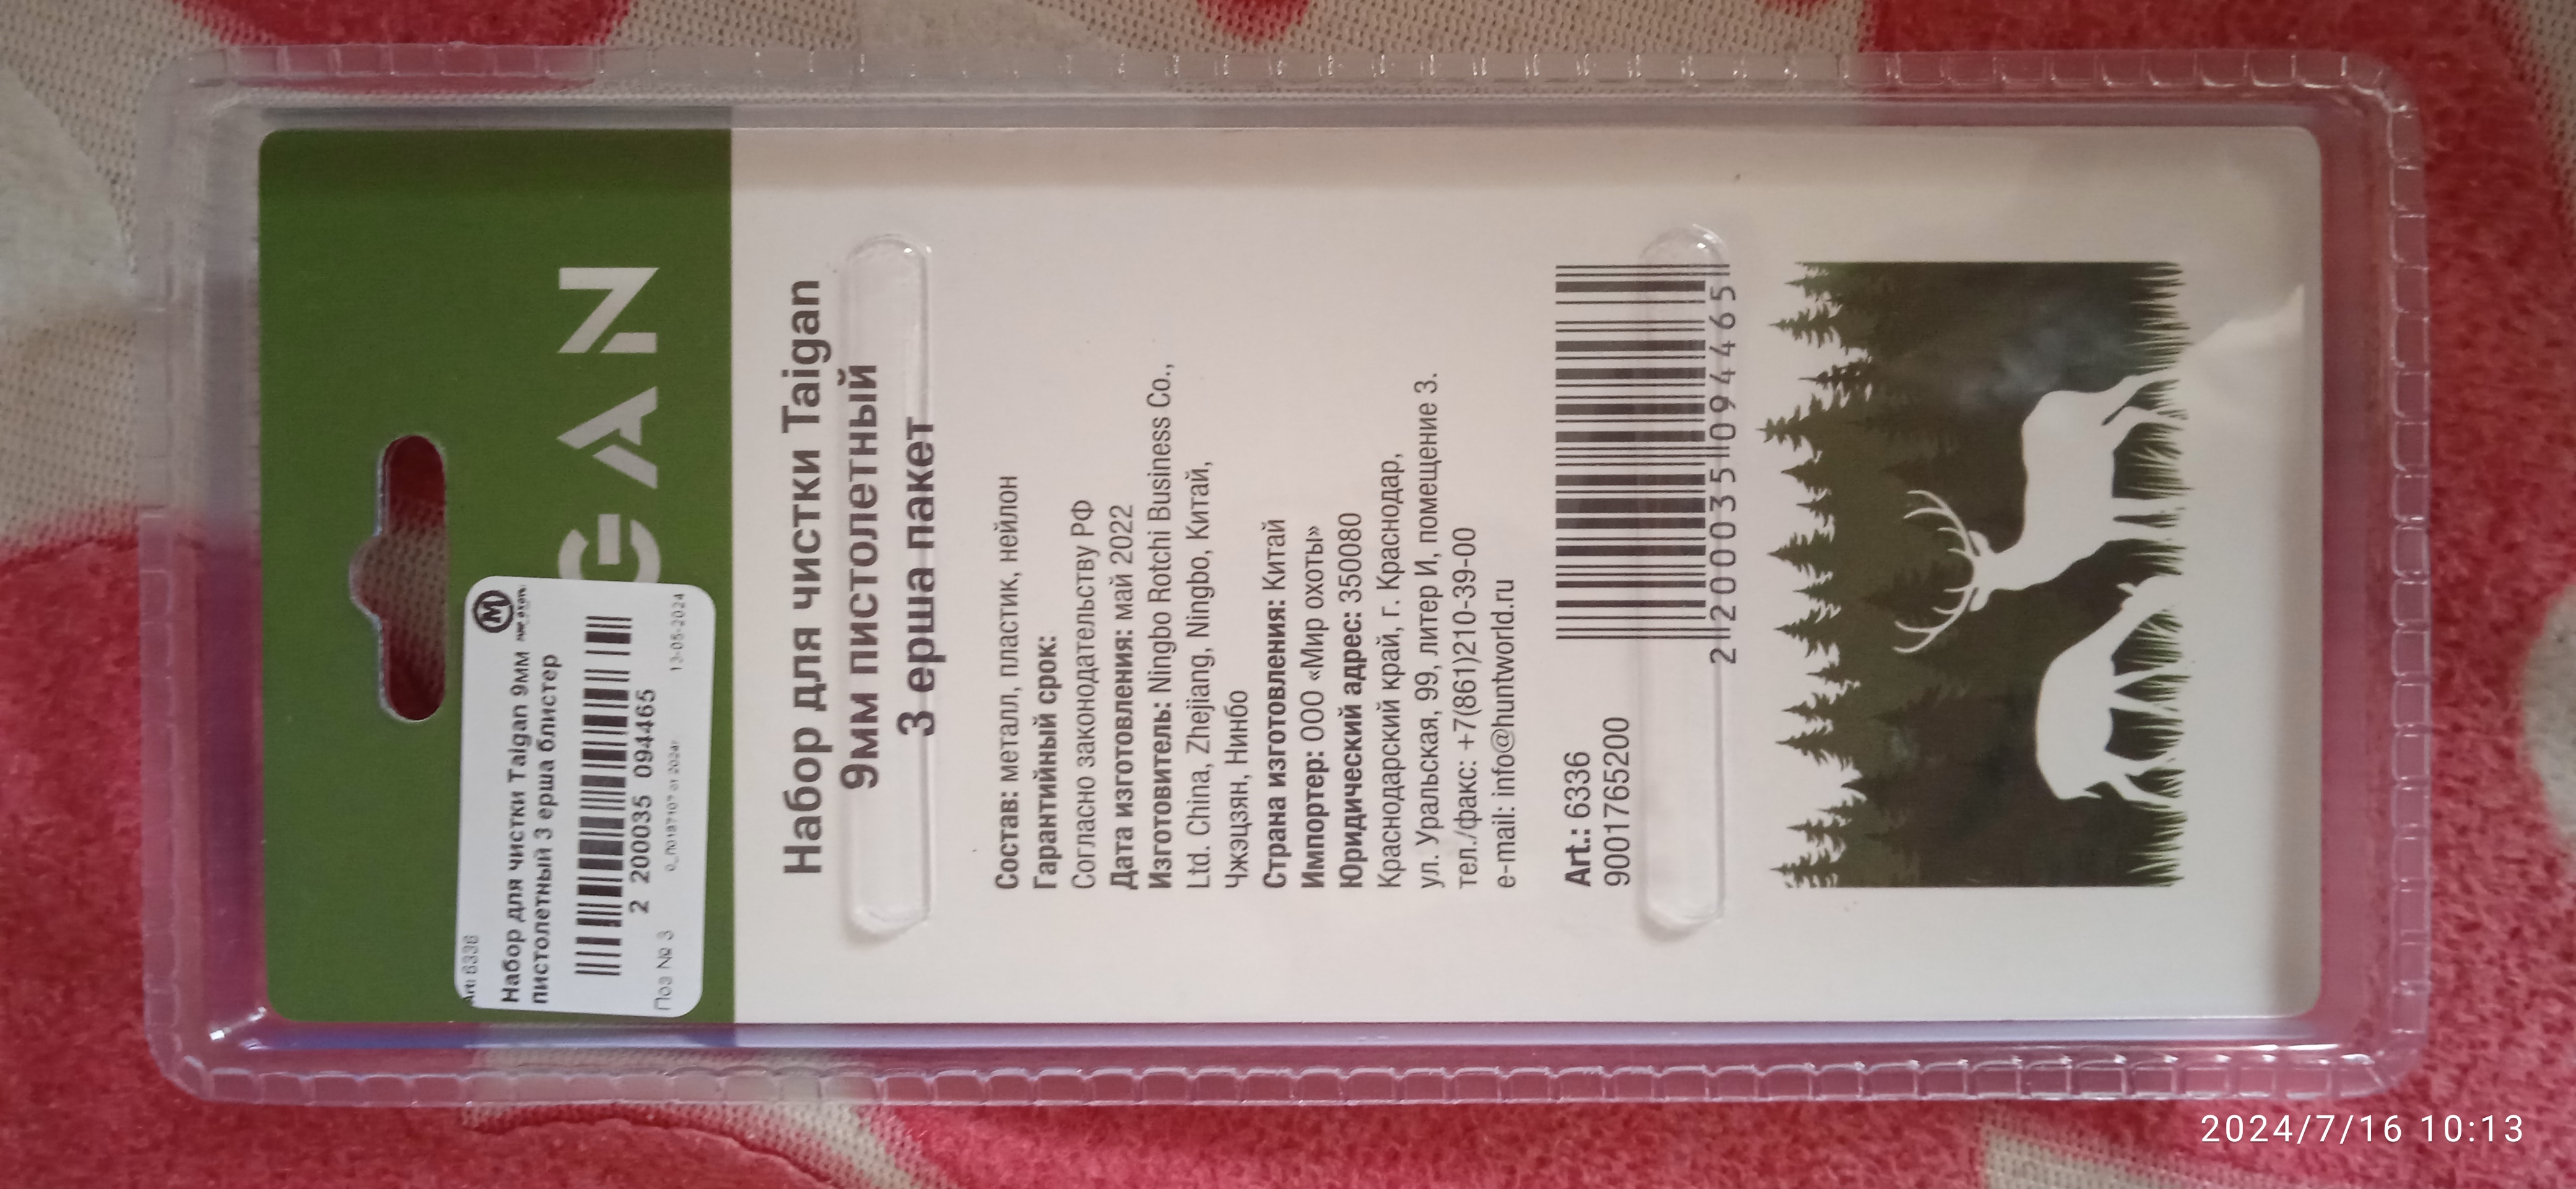 Art: 6336
Набор для чистки Taigan 9мм
пистолетный 3 ерша блистер
2 200035 094465
Поз № 3
13-05-2024
GAN
Набор для чистки Taigan
9мм пистолетный
3 ерша пакет
Состав: металл, пластик, нейлон
Гарантийный срок:
Согласно законодательству РФ
Дата изготовления: май 2022
Изготовитель: Ningbo Rotchi Business Co.,
Ltd. China, Zhejiang, Ningbo, Китай,
Чжэцзян, Нинбо
Страна изготовления: Китай
Импортер: ООО «Мир охоты»
Юридический адрес: 350080
Краснодарский край, г. Краснодар,
ул. Уральская, 99, литер И, помещение 3.
тел./факс: +7(861)210-39-00
e-mail: info@huntworld.ru
Art.: 6336
9001765200
2 200035 094465
2024/7/16 10:13